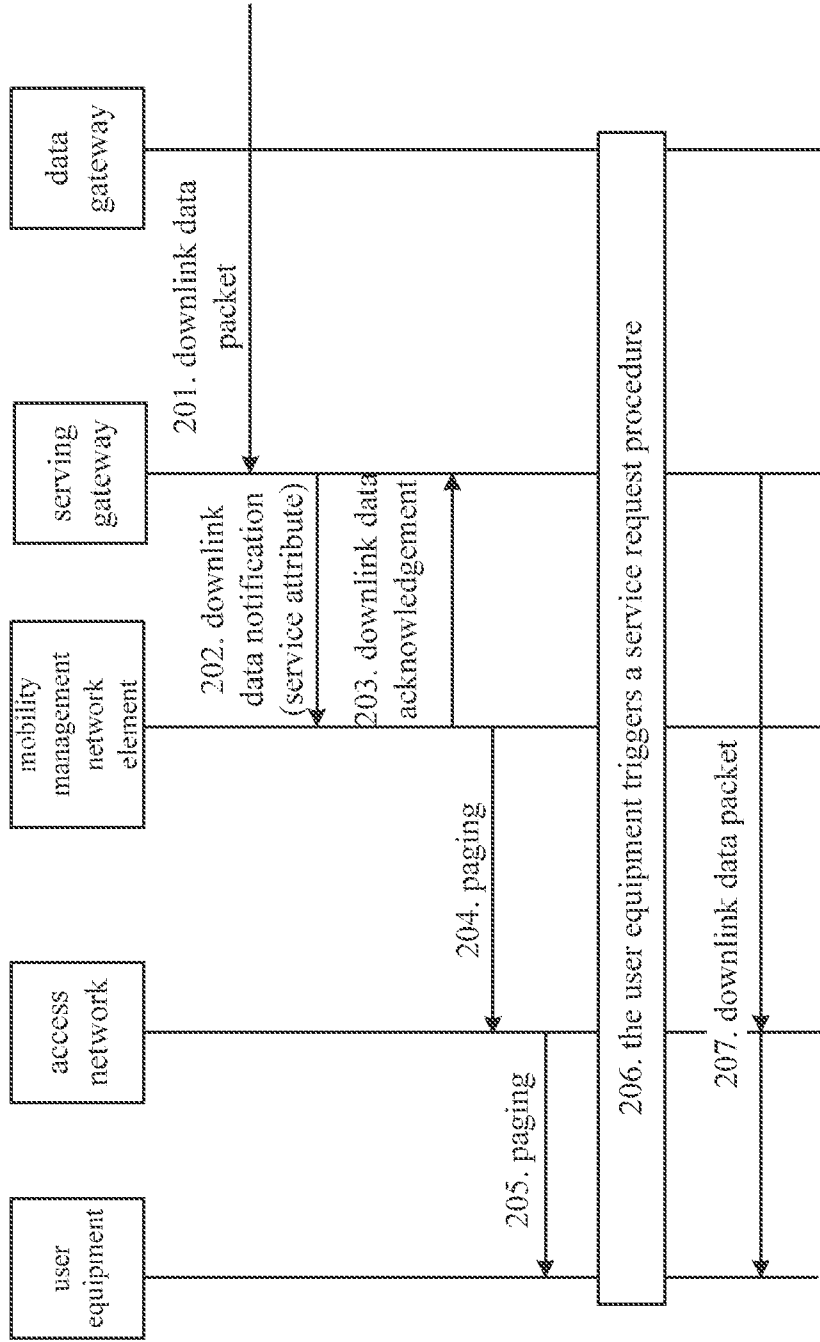 user
equipment
access
network
mobility
management
network
element
serving
gateway
data
gateway
201. downlink data
packet
202. downlink
data notification
(service attribute)
203. downlink data
acknowledgement
204. paging
205. paging
206. the user equipment triggers a service request procedure
207. downlink data packet